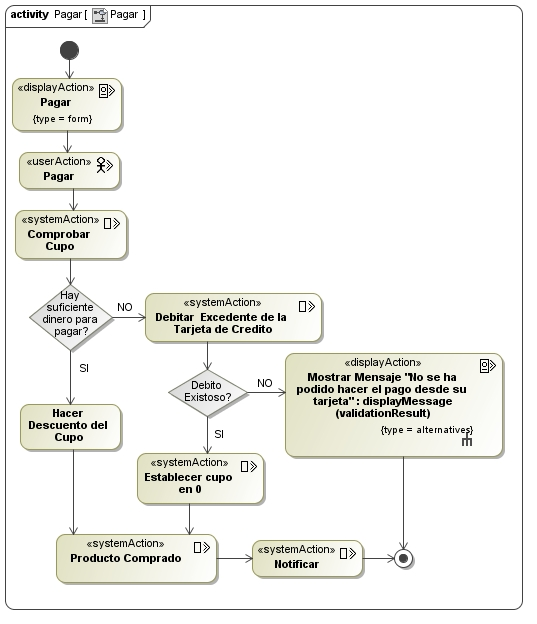 activity Pagar [ Pagar ]
«displayAction»
Pagar
{type = form}
«userAction»
Pagar
«systemAction»
Comprobar
Cupo
Hay
suficiente
dinero para
pagar?
NO
«systemAction»
Debitar Excedente de la
Tarjeta de Credito
SI
Debito
Existoso?
NO
«displayAction»
Mostrar Mensaje "No se ha
podido hacer el pago desde su
tarjeta" : displayMessage
(validationResult)
{type = alternatives}
Hacer
Descuento del
Cupo
SI
«systemAction»
Establecer cupo
en 0
«systemAction»
Producto Comprado
«systemAction»
Notificar